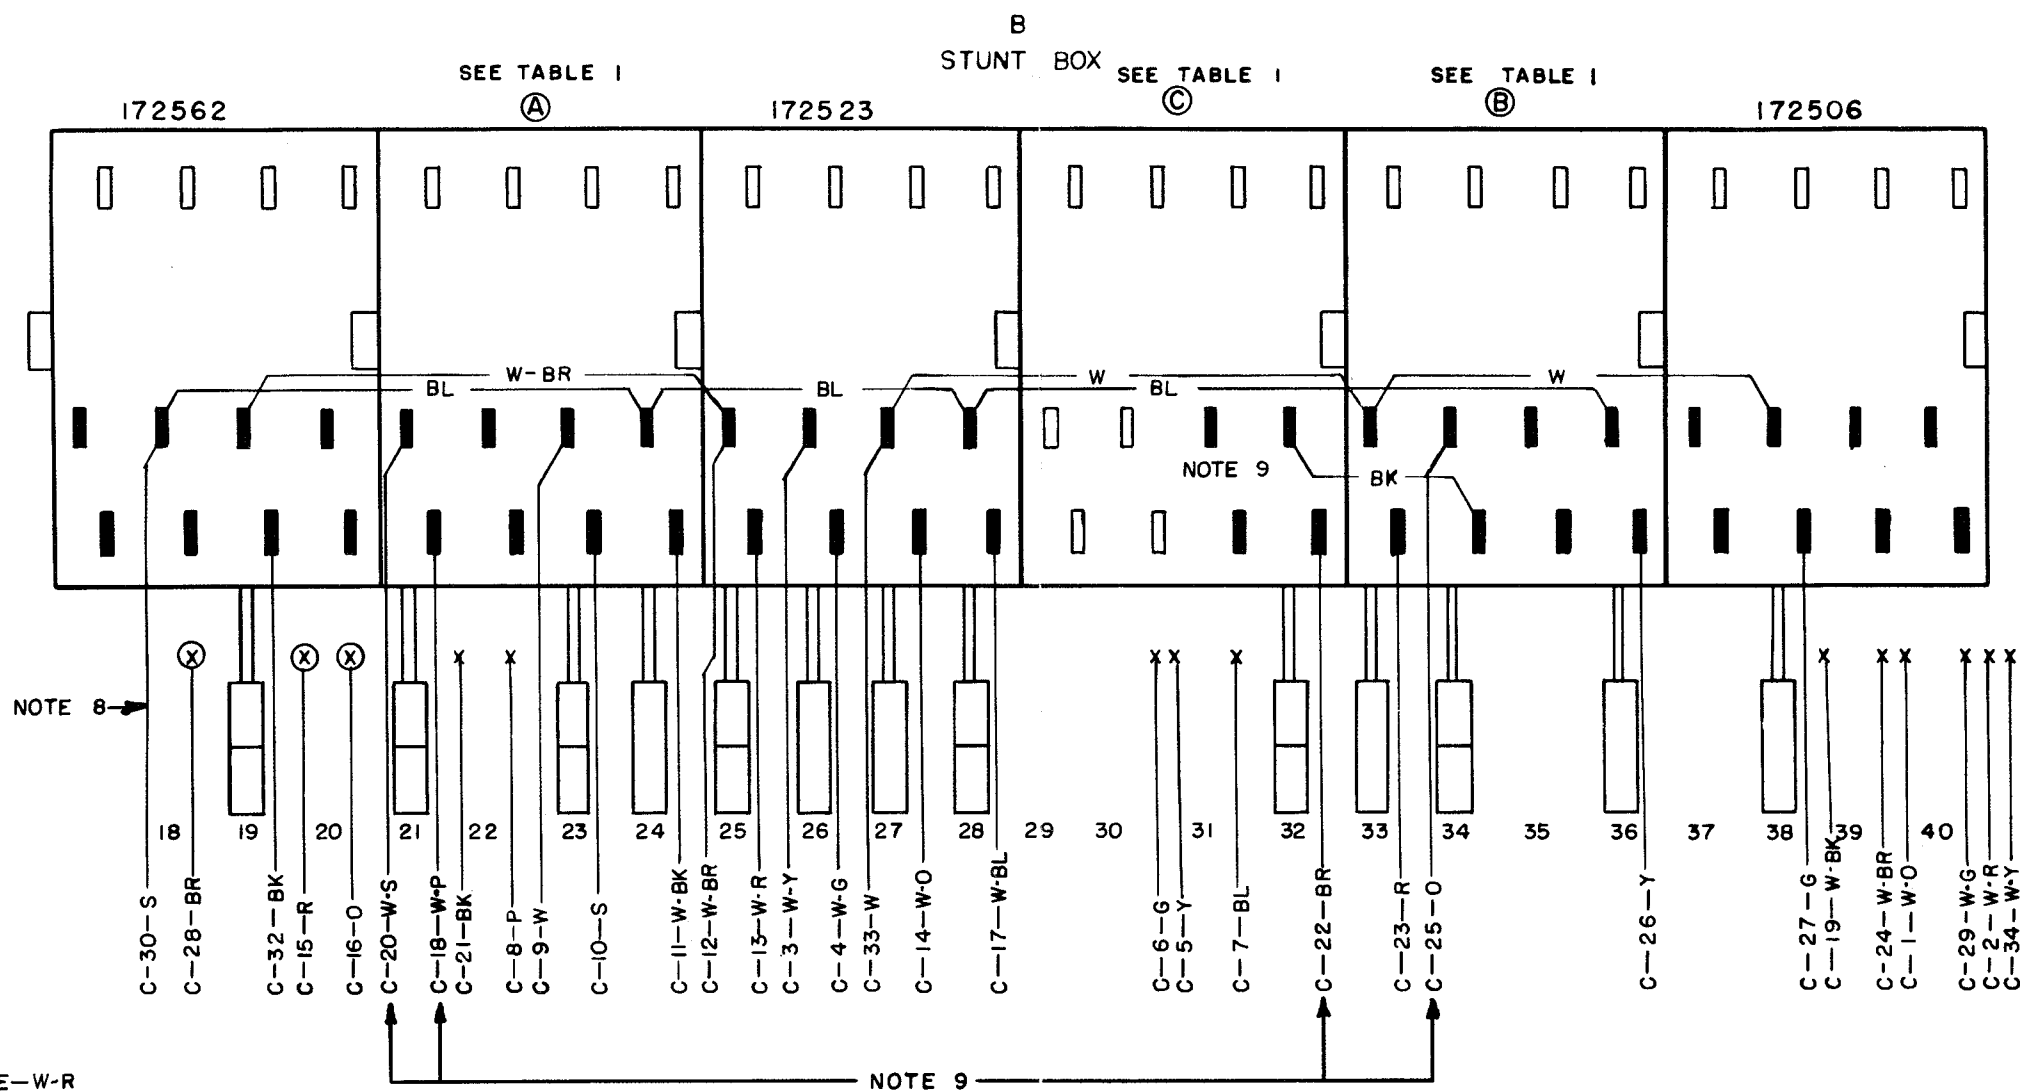 B
STUNT BOX
SEE TABLE 1
SEE TABLE 1
SEE TABLE 1
172562
A
172523
C
B
172506
W-BR
W
W
BL
BL
BL
NOTE 9
BK
X
X
X
X
X
X
X
X
X
X
X
X
X
X
NOTE 8
18
19
20
21
22
23
24
25
26
27
28
29
30
31
32
33
34
35
36
37
38
39
40
C-30-S
C-28-BR
C-32-BK
C-15-R
C-16-O
C-20-W-S
C-18-W-P
C-21-BK
C-8-P
C-9-W
C-10-S
C-11-W-BK
C-12-W-BR
C-13-W-R
C-3-W-Y
C-4-W-G
C-33-W
C-14-W-O
C-17-W-BL
C-6-G
C-5-Y
C-7-BL
C-22-BR
C-23-R
C-25-O
C-26-Y
C-27-G
C-19-W-BK
C-24-W-BR
C-1-W-O
C-29-W-G
C-2-W-R
C-34-W-Y
E-W-R
NOTE 9